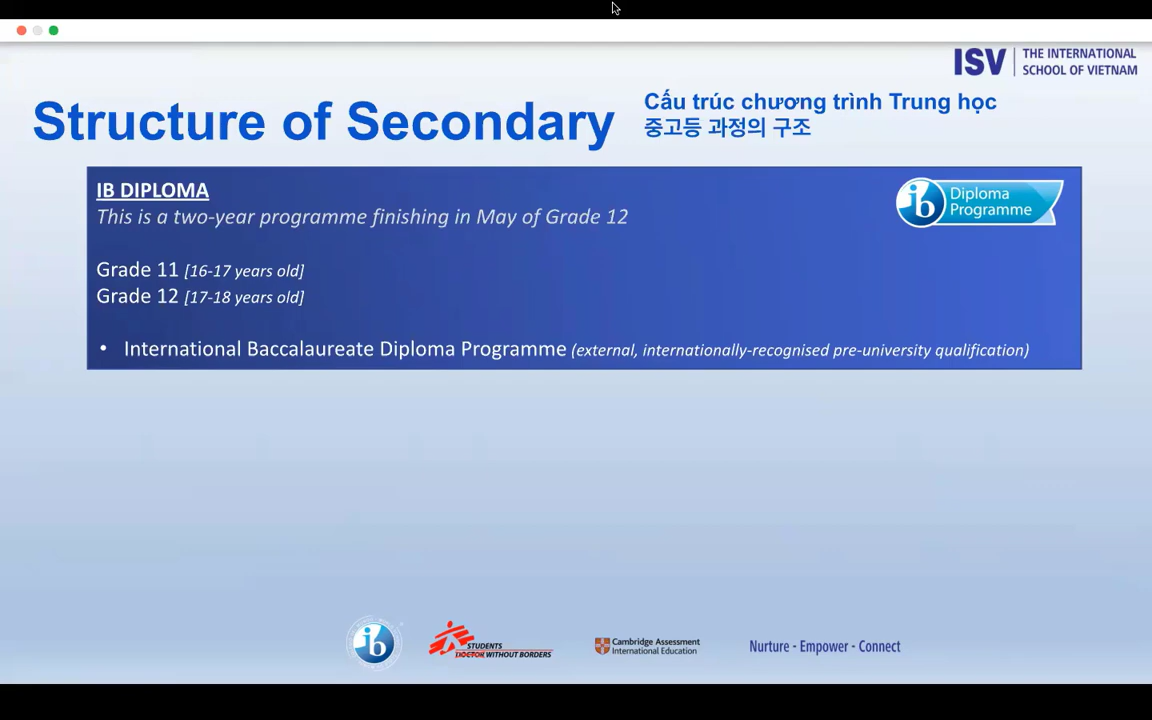 ISV THE INTERNATIONAL
SCHOOL OF VIETNAM
Structure of Secondary
Cấu trúc chương trình Trung học
중고등 과정의 구조
IB DIPLOMA
This is a two-year programme finishing in May of Grade 12
ib Diploma
Programme
Grade 11 [16-17 years old]
Grade 12 [17-18 years old]
• International Baccalaureate Diploma Programme (external, internationally-recognised pre-university qualification)
ib
STUDENTS
DOCTOR WITHOUT BORDERS
Cambridge Assessment
International Education
Nurture - Empower - Connect